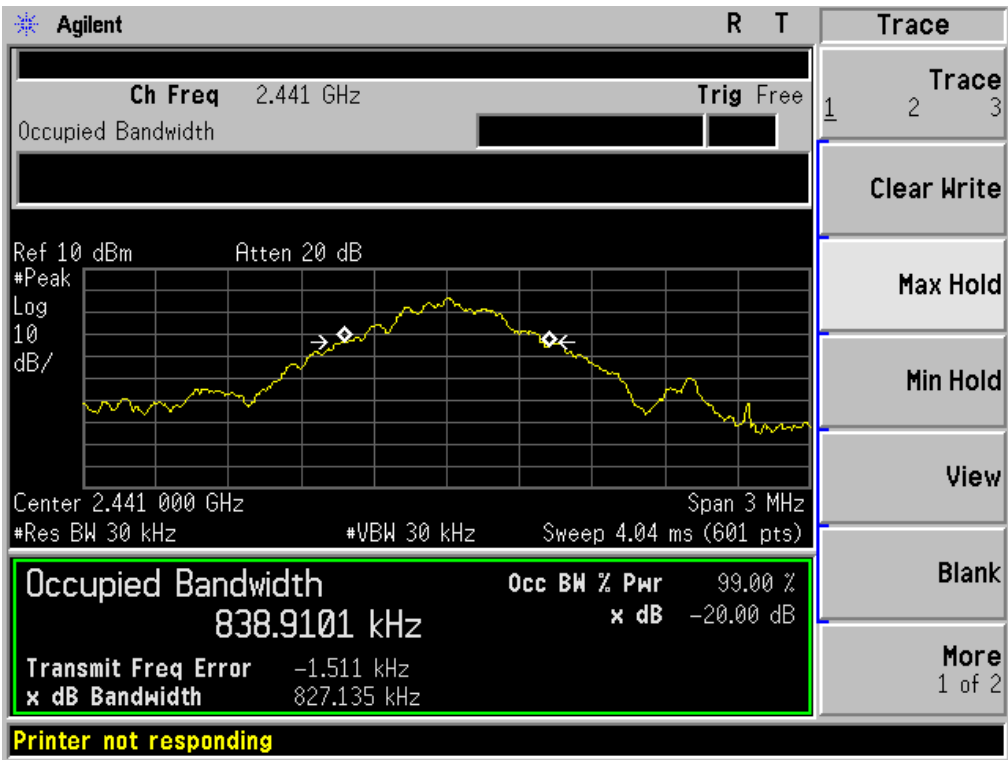 Agilent R T
Ch Freq 2.441 GHz Trig Free
Occupied Bandwidth
Ref 10 dBm Atten 20 dB
#Peak
Log
10
dB/
Center 2.441 000 GHz Span 3 MHz
#Res BW 30 kHz #VBW 30 kHz Sweep 4.04 ms (601 pts)
Occupied Bandwidth
838.9101 kHz
Occ BW % Pwr 99.00 %
x dB -20.00 dB
Transmit Freq Error -1.511 kHz
x dB Bandwidth 827.135 kHz
Printer not responding
Trace
Trace
1 2 3
Clear Write
Max Hold
Min Hold
View
Blank
More
1 of 2